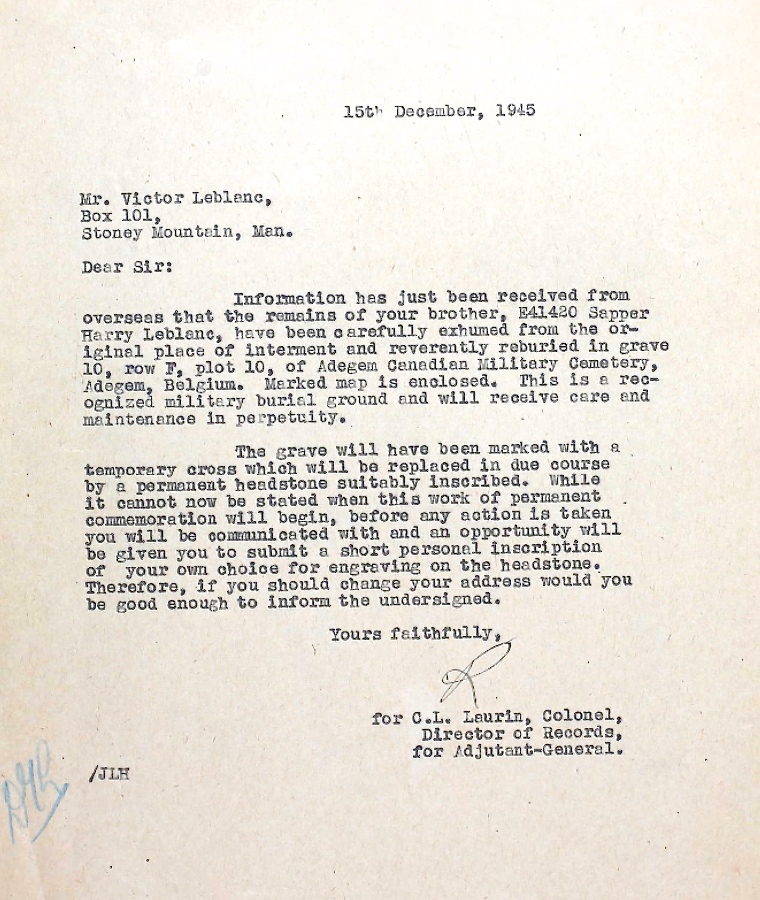 15th December, 1945
Mr. Victor Leblanc,
Box 101,
Stoney Mountain, Man.
Dear Sir:
Information has just been received from
overseas that the remains of your brother, E41420 Sapper
Harry Leblanc, have been carefully exhumed from the or-
iginal place of interment and reverently reburied in grave
10, row F, plot 10, of Adegem Canadian Military Cemetery,
Adegem, Belgium. Marked map is enclosed. This is a rec-
ognized military burial ground and will receive care and
maintenance in perpetuity.
The grave will have been marked with a
temporary cross which will be replaced in due course
by a permanent headstone suitably inscribed. While
it cannot now be stated when this work of permanent
commemoration will begin, before any action is taken
you will be communicated with and an opportunity will
be given you to submit a short personal inscription
of your own choice for engraving on the headstone.
Therefore, if you should change your address would you
be good enough to inform the undersigned.
Yours faithfully,
for C.L. Laurin, Colonel,
Director of Records,
for Adjutant-General.
/JLH